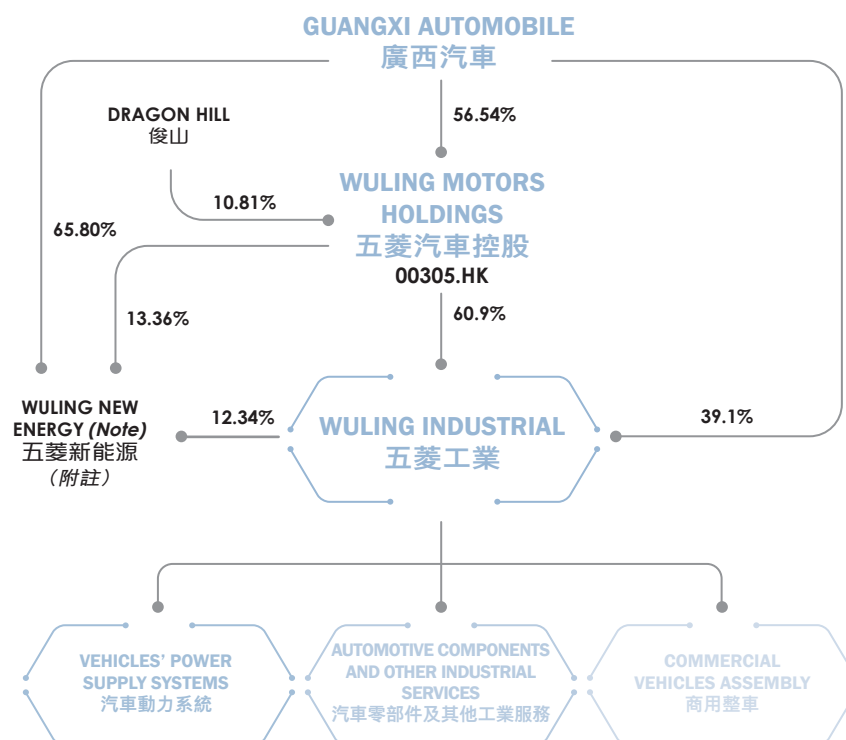 GUANGXI AUTOMOBILE
廣西汽車
DRAGON HILL
俊山
56.54%
WULING MOTORS
HOLDINGS
五菱汽車控股
00305.HK
10.81%
65.80%
13.36%
60.9%
WULING NEW
ENERGY (Note)
五菱新能源
（附註）
12.34%
WULING INDUSTRIAL
五菱工業
39.1%
VEHICLES’ POWER
SUPPLY SYSTEMS
汽車動力系統
AUTOMOTIVE COMPONENTS
AND OTHER INDUSTRIAL
SERVICES
汽車零部件及其他工業服務
COMMERCIAL
VEHICLES ASSEMBLY
商用整車